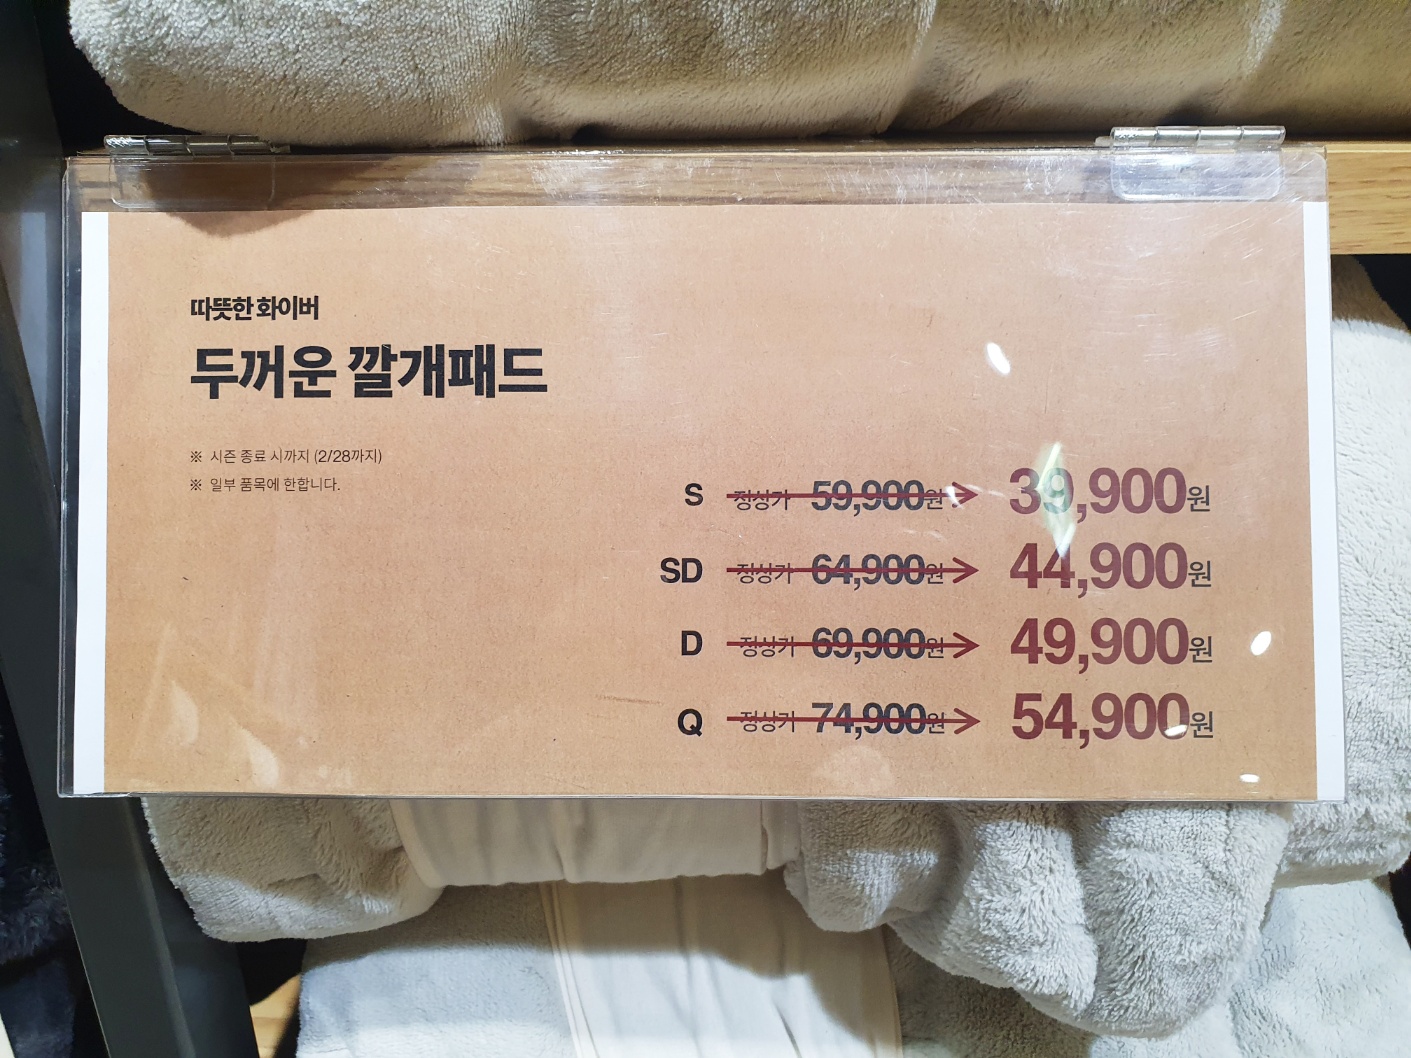 따뜻한 화이버
두꺼운 깔개패드
※ 시즌 종료 시까지 (2/28까지)
※ 일부 품목에 한합니다.
S 정상가 59,900원 → 39,900원
SD 정상가 64,900원 → 44,900원
D 정상가 69,900원 → 49,900원
Q 정상가 74,900원 → 54,900원